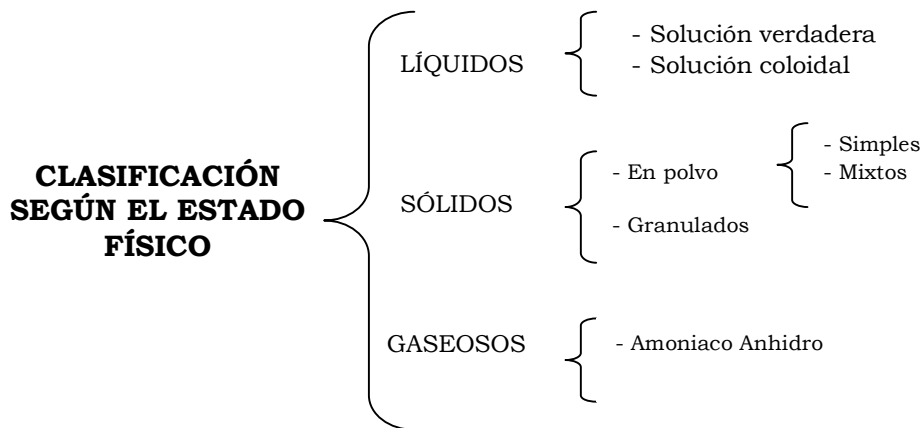 CLASIFICACIÓN
SEGÚN EL ESTADO
FÍSICO
LÍQUIDOS
- Solución verdadera
- Solución coloidal
SÓLIDOS
- En polvo
- Simples
- Mixtos
- Granulados
GASEOSOS
- Amoniaco Anhidro